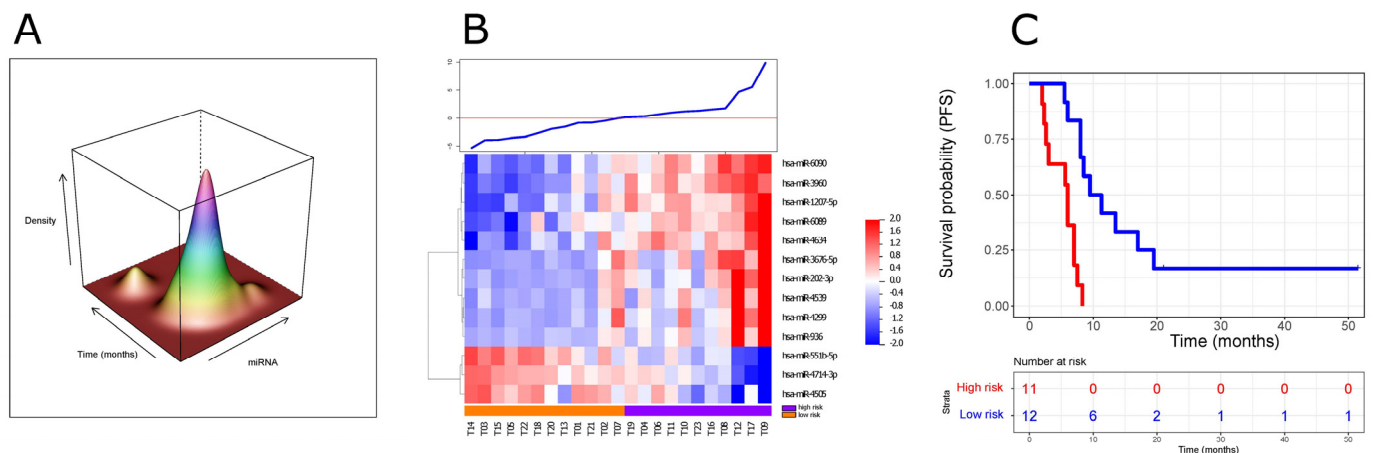 A
Density
Time (months)
miRNA
B
10
5
0
-5
hsa-miR-6090
hsa-miR-3960
hsa-miR-1207-5p
hsa-miR-6089
hsa-miR-4634
hsa-miR-3676-5p
hsa-miR-202-3p
hsa-miR-4539
hsa-miR-1299
hsa-miR-936
hsa-miR-551b-5p
hsa-miR-4714-3p
hsa-miR-4505
2.0
1.6
1.2
0.8
0.4
0.0
-0.4
-0.8
-1.2
-1.6
-2.0
high risk
low risk
T14 T03 T15 T05 T22 T18 T20 T13 T01 T21 T02 T07 T19 T04 T06 T11 T10 T23 T16 T08 T12 T17 T09
C
Survival probability (PFS)
1.00
0.75
0.50
0.25
0.00
0 10 20 30 40 50
Time (months)
Number at risk
Strata
High risk 11 0 0 0 0 0
Low risk 12 6 2 1 1 1
0 10 20 30 40 50
Time (months)